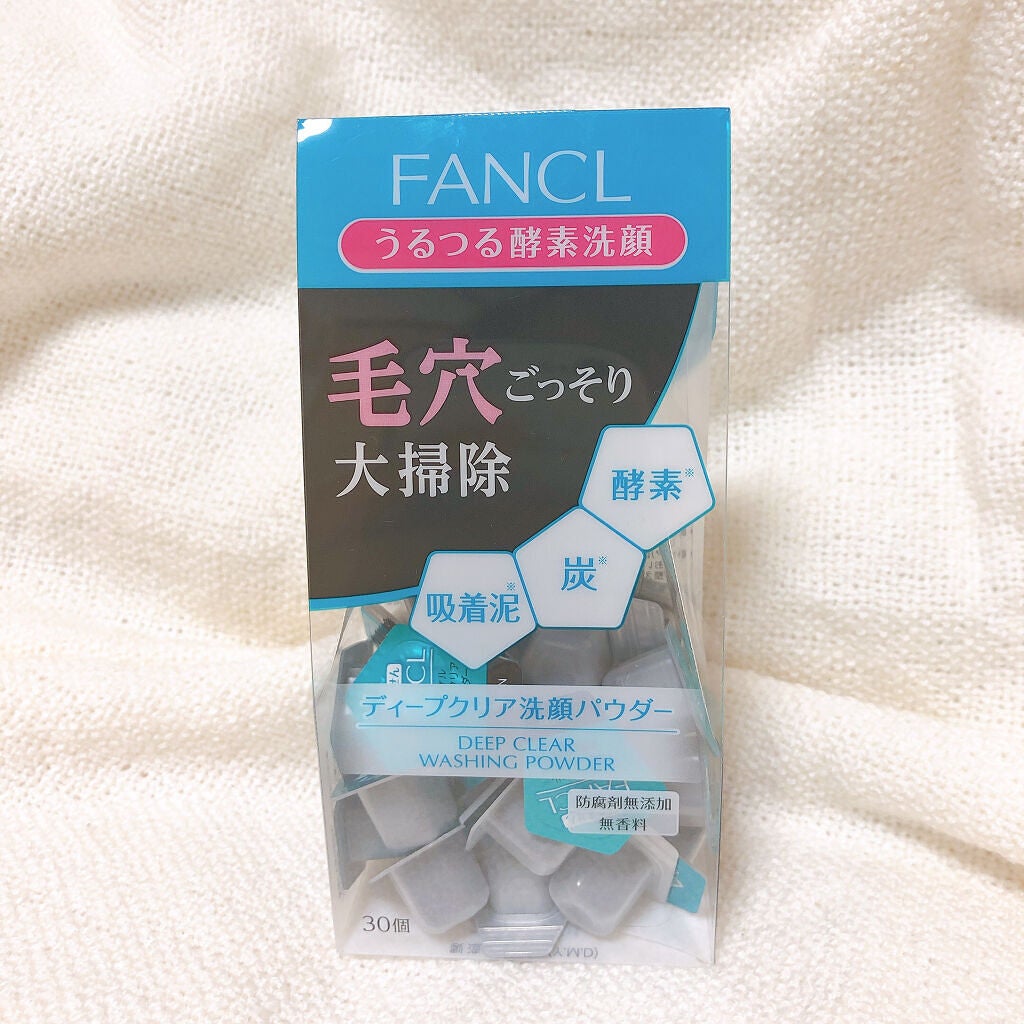 FANCL
うるつる酵素洗顔
毛穴ごっそり
大掃除
酵素※
炭※
吸着泥※
ディープクリア洗顔パウダー
DEEP CLEAR
WASHING POWDER
防腐剤無添加
無香料
30個